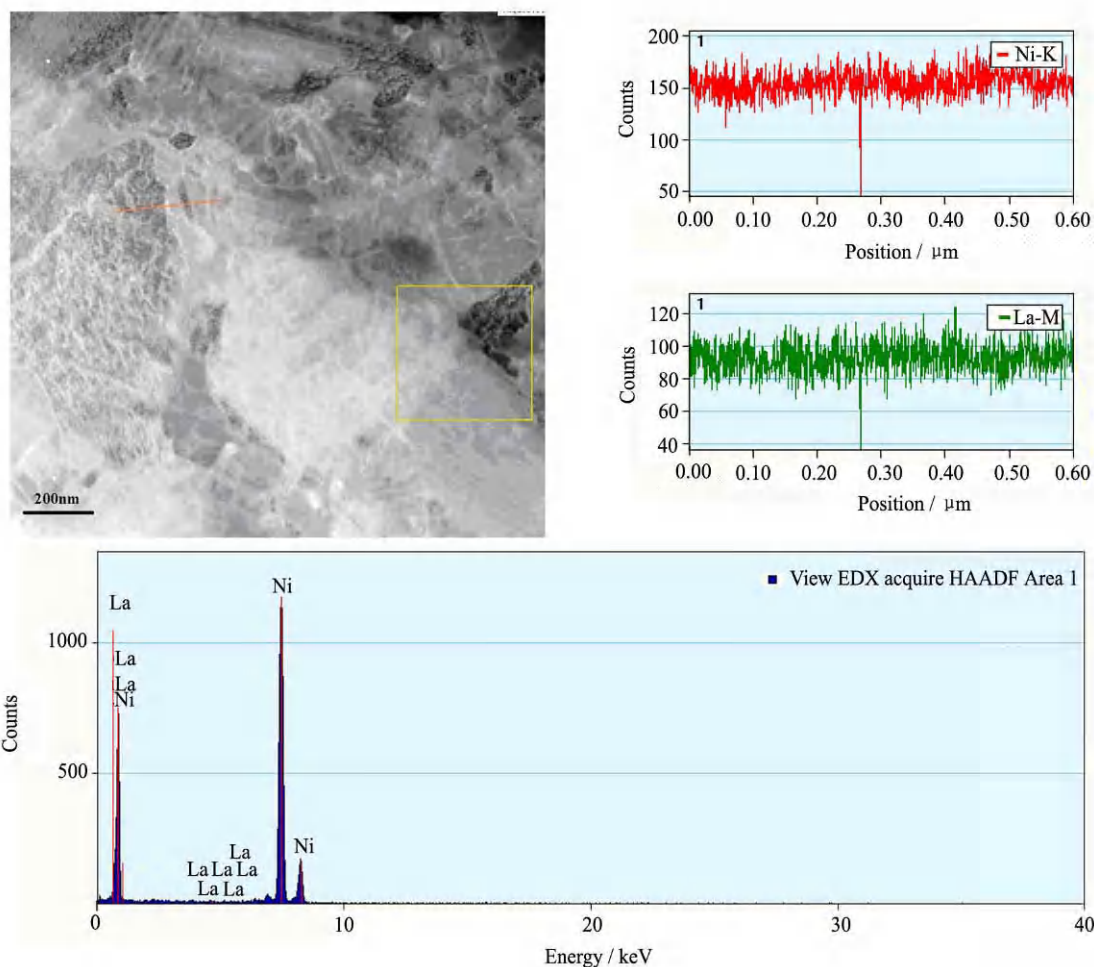 200nm
1
Ni-K
200
150
100
50
Counts
0.00 0.10 0.20 0.30 0.40 0.50 0.60
Position / μm
1
La-M
120
100
80
60
40
Counts
0.00 0.10 0.20 0.30 0.40 0.50 0.60
Position / μm
View EDX acquire HAADF Area 1
Ni
La
La
La
Ni
1000
500
Counts
La
La La La
La La
Ni
0 10 20 30 40
Energy / keV